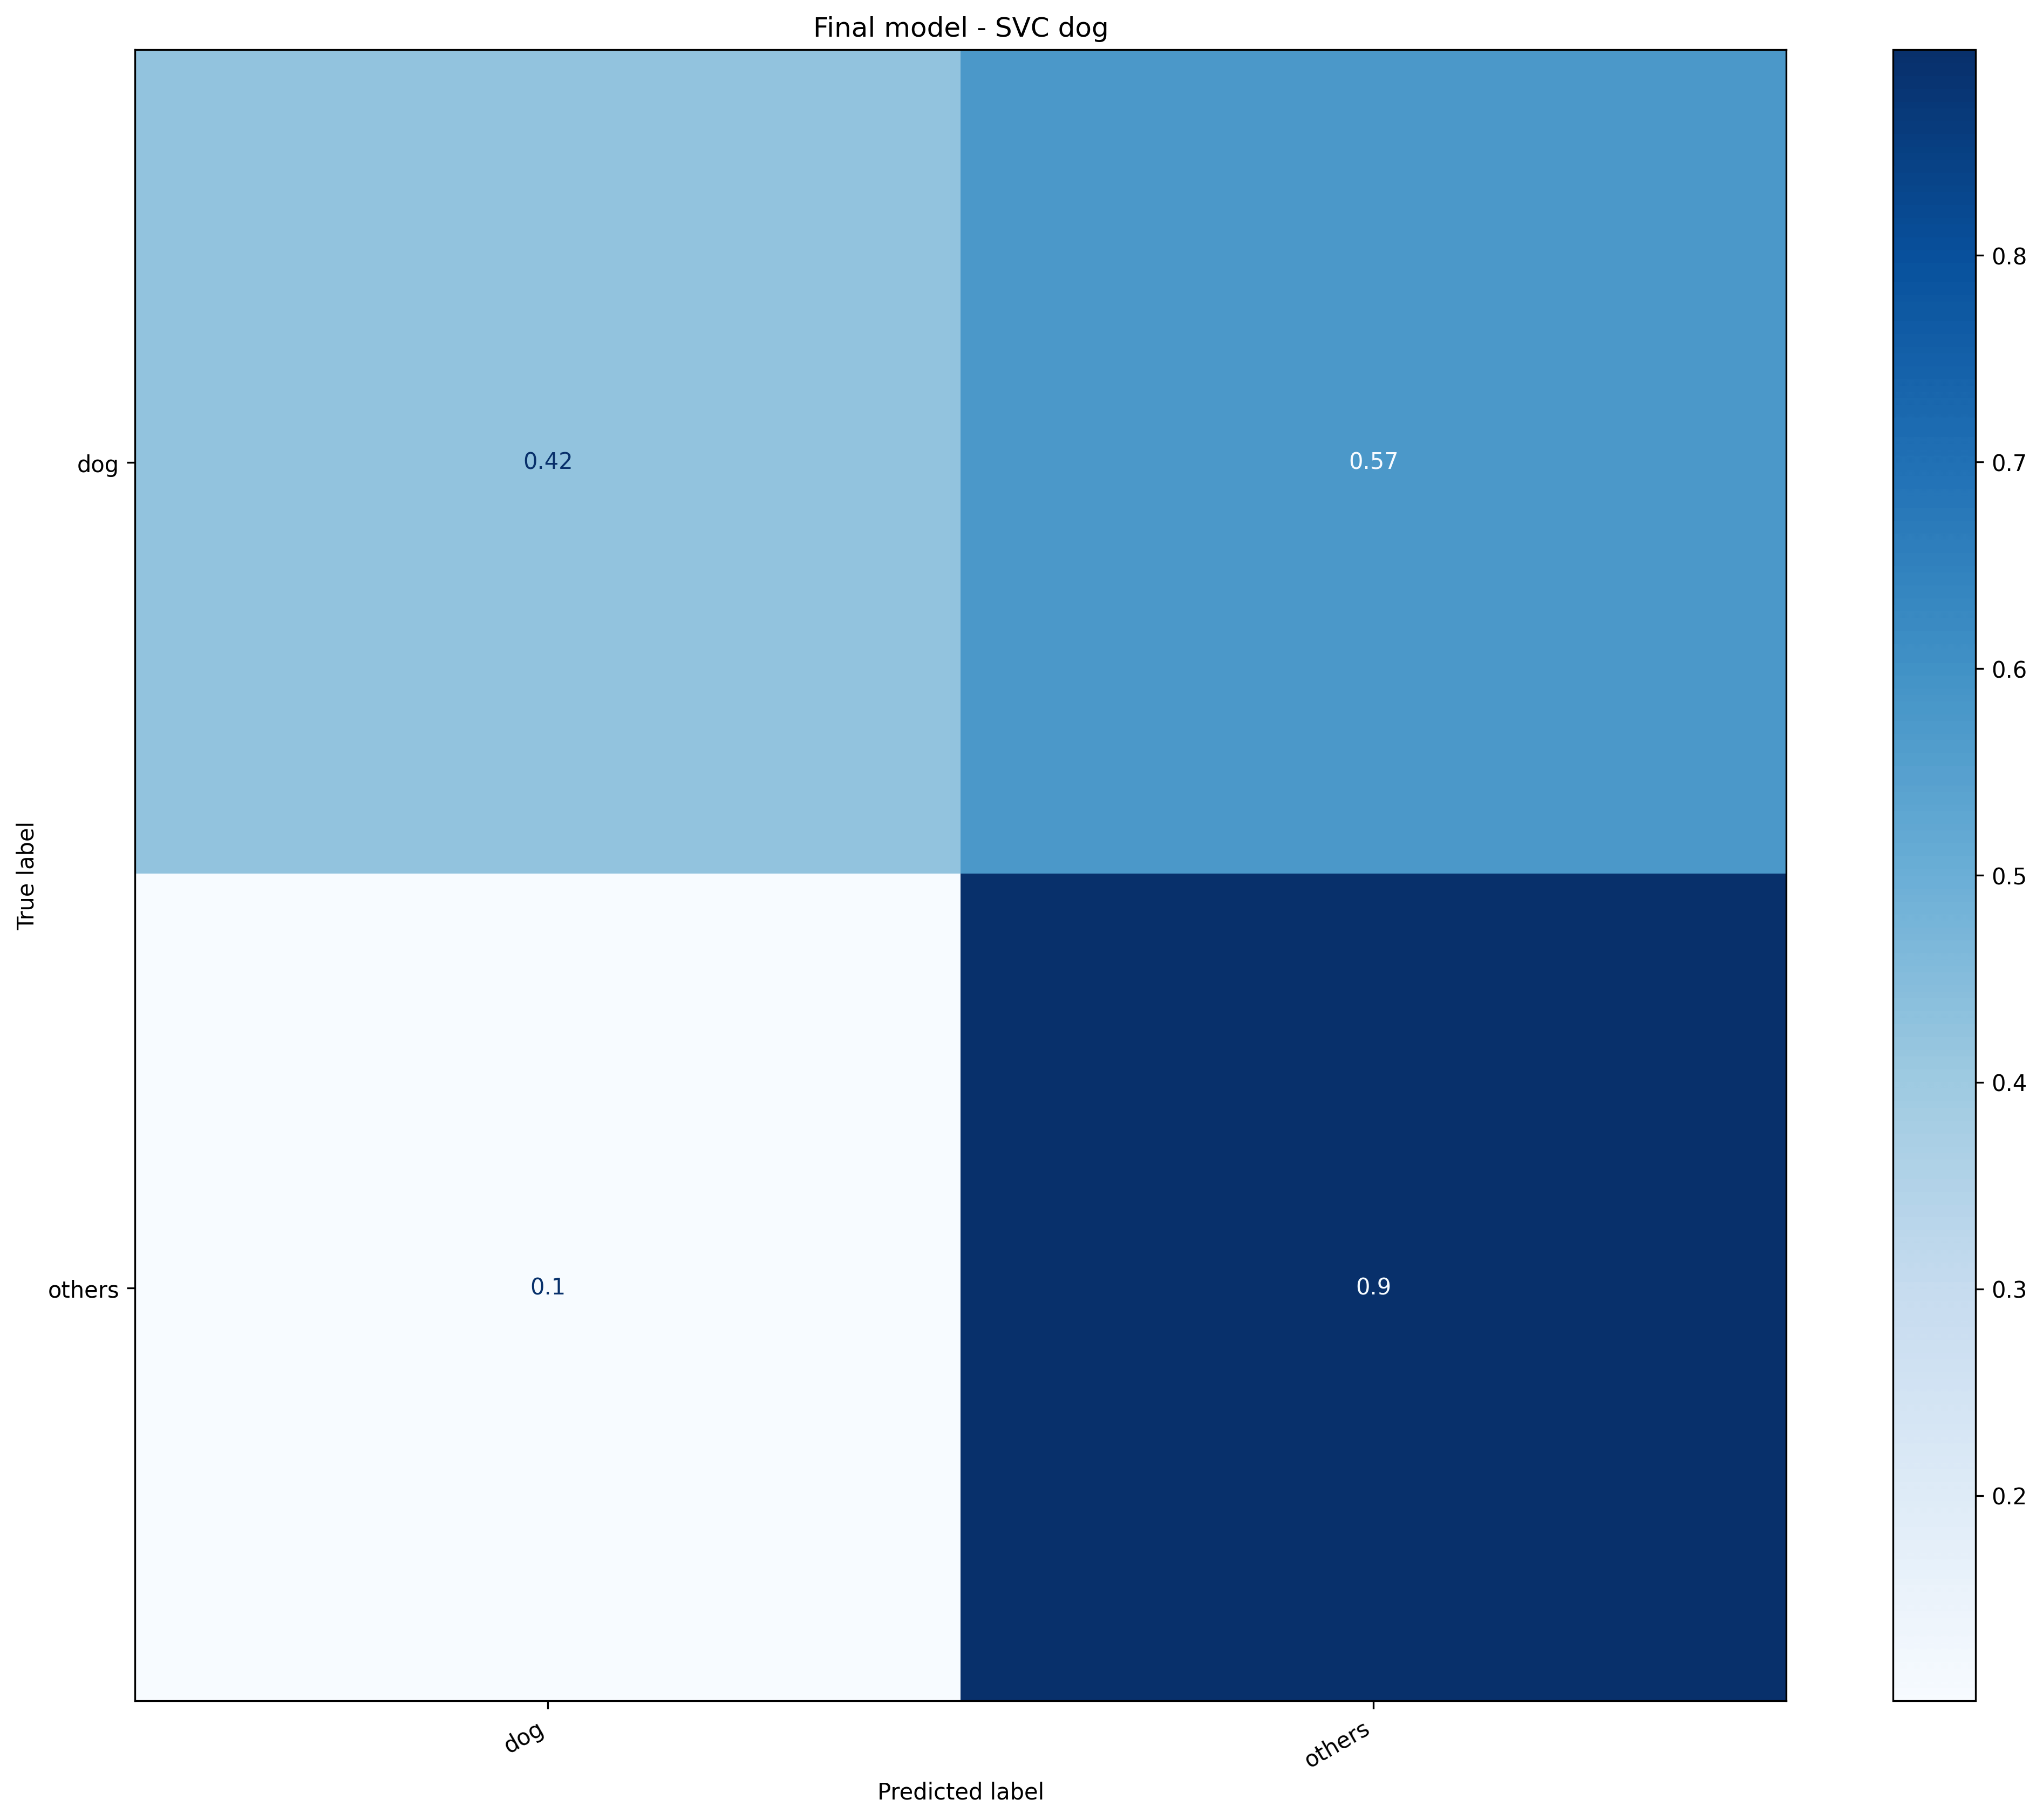 Final model - SVC dog
0.8
0.7
0.6
0.5
0.4
0.3
0.2
True label
dog
0.42
0.57
others
0.1
0.9
dog
others
Predicted label